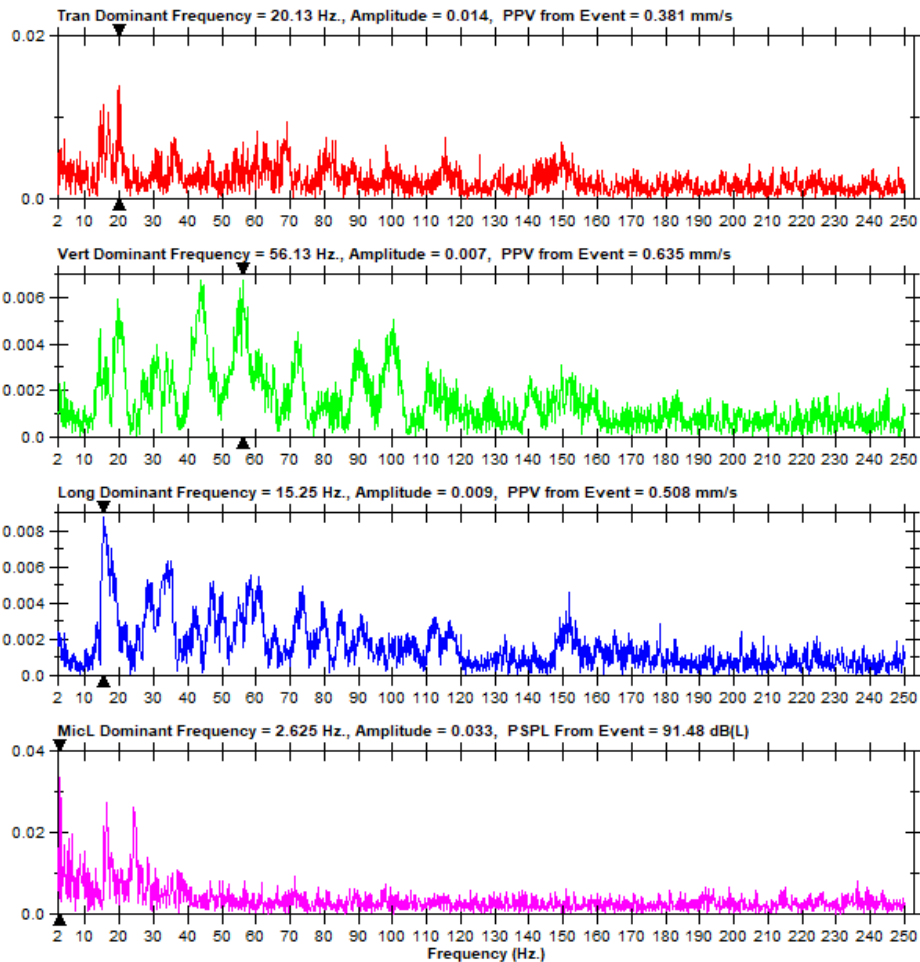 Tran Dominant Frequency = 20.13 Hz., Amplitude = 0.014, PPV from Event = 0.381 mm/s
0.02
0.0
2 10 20 30 40 50 60 70 80 90 100 110 120 130 140 150 160 170 180 190 200 210 220 230 240 250
Vert Dominant Frequency = 56.13 Hz., Amplitude = 0.007, PPV from Event = 0.635 mm/s
0.006
0.004
0.002
0.0
2 10 20 30 40 50 60 70 80 90 100 110 120 130 140 150 160 170 180 190 200 210 220 230 240 250
Long Dominant Frequency = 15.25 Hz., Amplitude = 0.009, PPV from Event = 0.508 mm/s
0.008
0.006
0.004
0.002
0.0
2 10 20 30 40 50 60 70 80 90 100 110 120 130 140 150 160 170 180 190 200 210 220 230 240 250
MicL Dominant Frequency = 2.625 Hz., Amplitude = 0.033, PSPL From Event = 91.48 dB(L)
0.04
0.02
0.0
2 10 20 30 40 50 60 70 80 90 100 110 120 130 140 150 160 170 180 190 200 210 220 230 240 250
Frequency (Hz.)